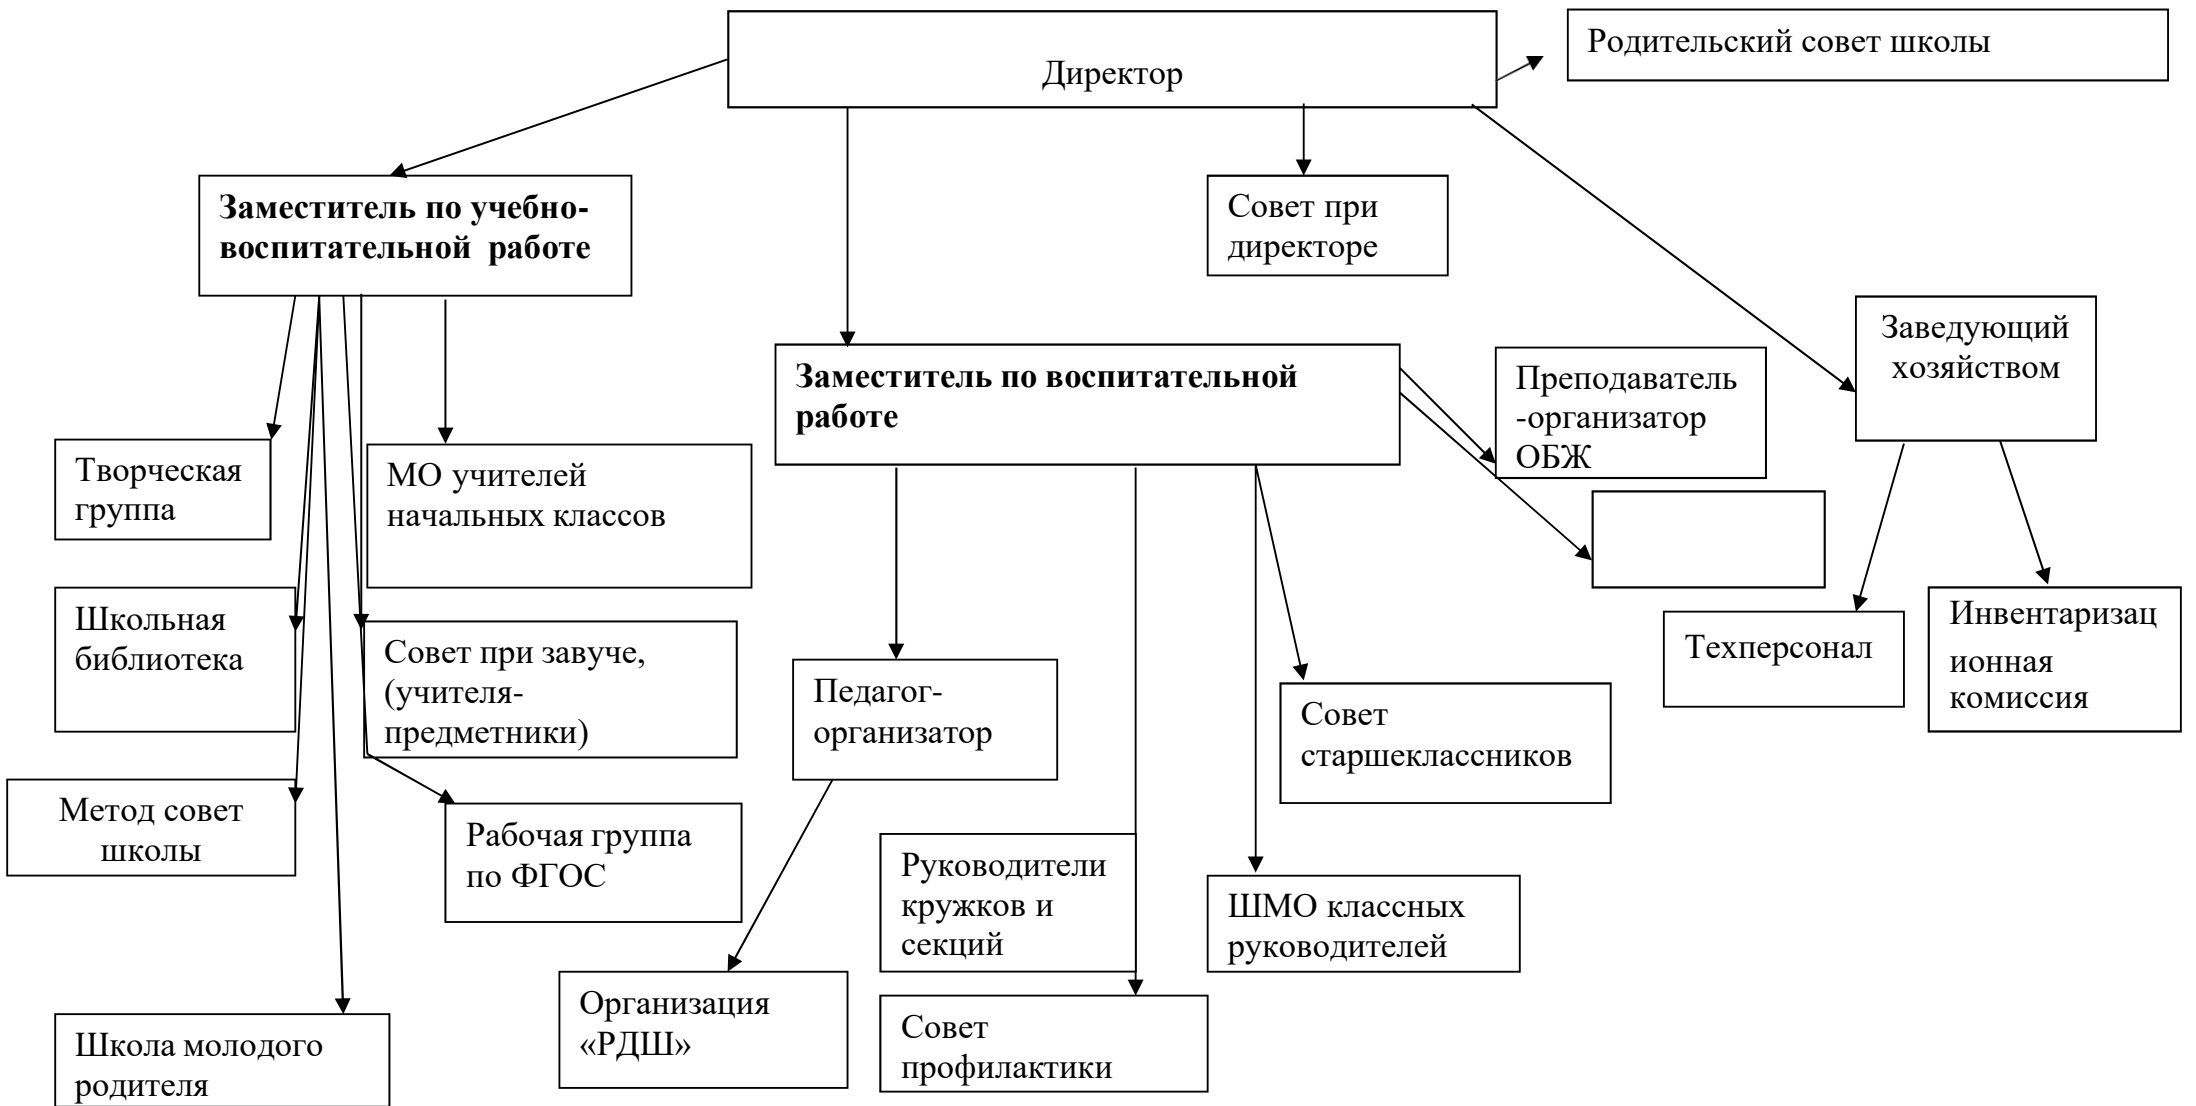 Директор
Родительский совет школы
Заместитель по учебно-
воспитательной работе
Совет при
директоре
Заведующий
хозяйством
Заместитель по воспитательной
работе
Преподаватель
-организатор
ОБЖ
Творческая
группа
МО учителей
начальных классов
Школьная
библиотека
Совет при завуче,
(учителя-
предметники)
Педагог-
организатор
Совет
старшеклассников
Техперсонал
Инвентаризац
ионная
комиссия
Метод совет
школы
Рабочая группа
по ФГОС
Руководители
кружков и
секций
ШМО классных
руководителей
Организация
«РДШ»
Совет
профилактики
Школа молодого
родителя